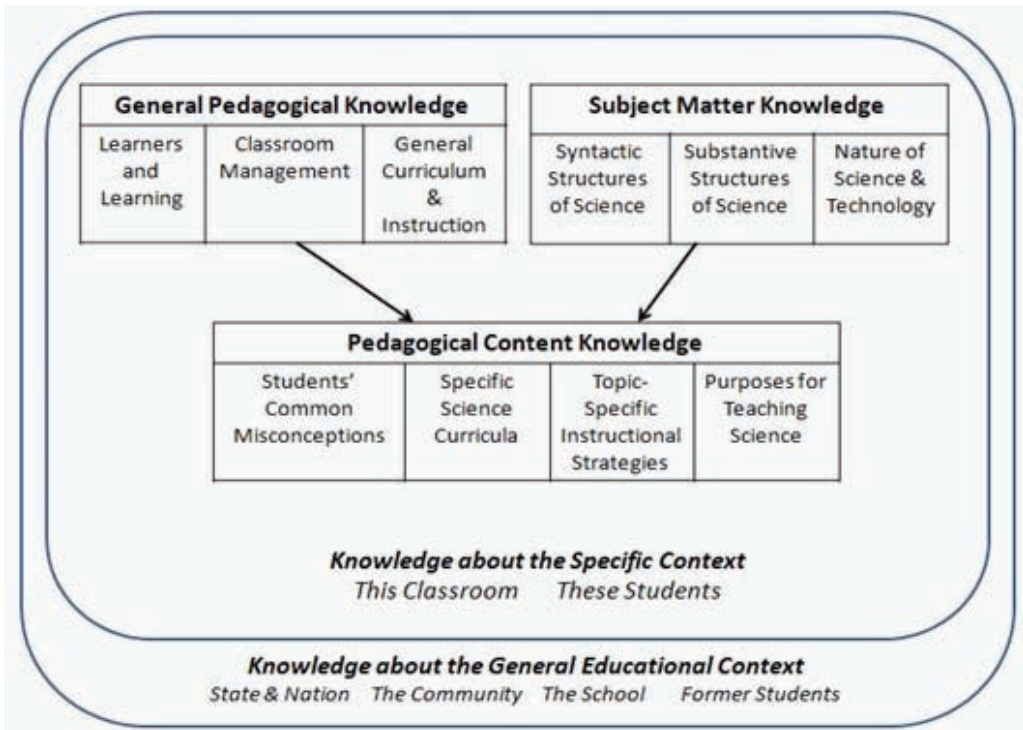 General Pedagogical Knowledge
Learners
and
Learning
Classroom
Management
General
Curriculum
&
Instruction
Subject Matter Knowledge
Syntactic
Structures
of Science
Substantive
Structures
of Science
Nature of
Science &
Technology
Pedagogical Content Knowledge
Students’
Common
Misconceptions
Specific
Science
Curricula
Topic-
Specific
Instructional
Strategies
Purposes for
Teaching
Science
Knowledge about the Specific Context
This Classroom These Students
Knowledge about the General Educational Context
State & Nation The Community The School Former Students